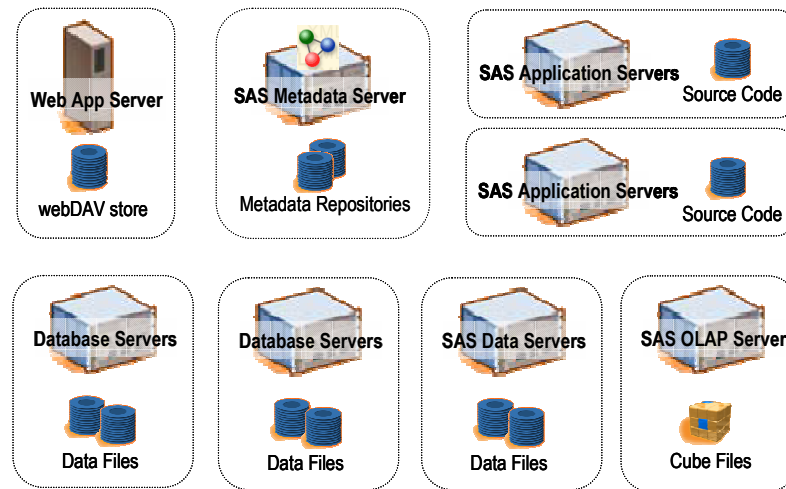 Web App Server
webDAV store
SAS Metadata Server
Metadata Repositories
SAS Application Servers
Source Code
SAS Application Servers
Source Code
Database Servers
Data Files
Database Servers
Data Files
SAS Data Servers
Data Files
SAS OLAP Server
Cube Files